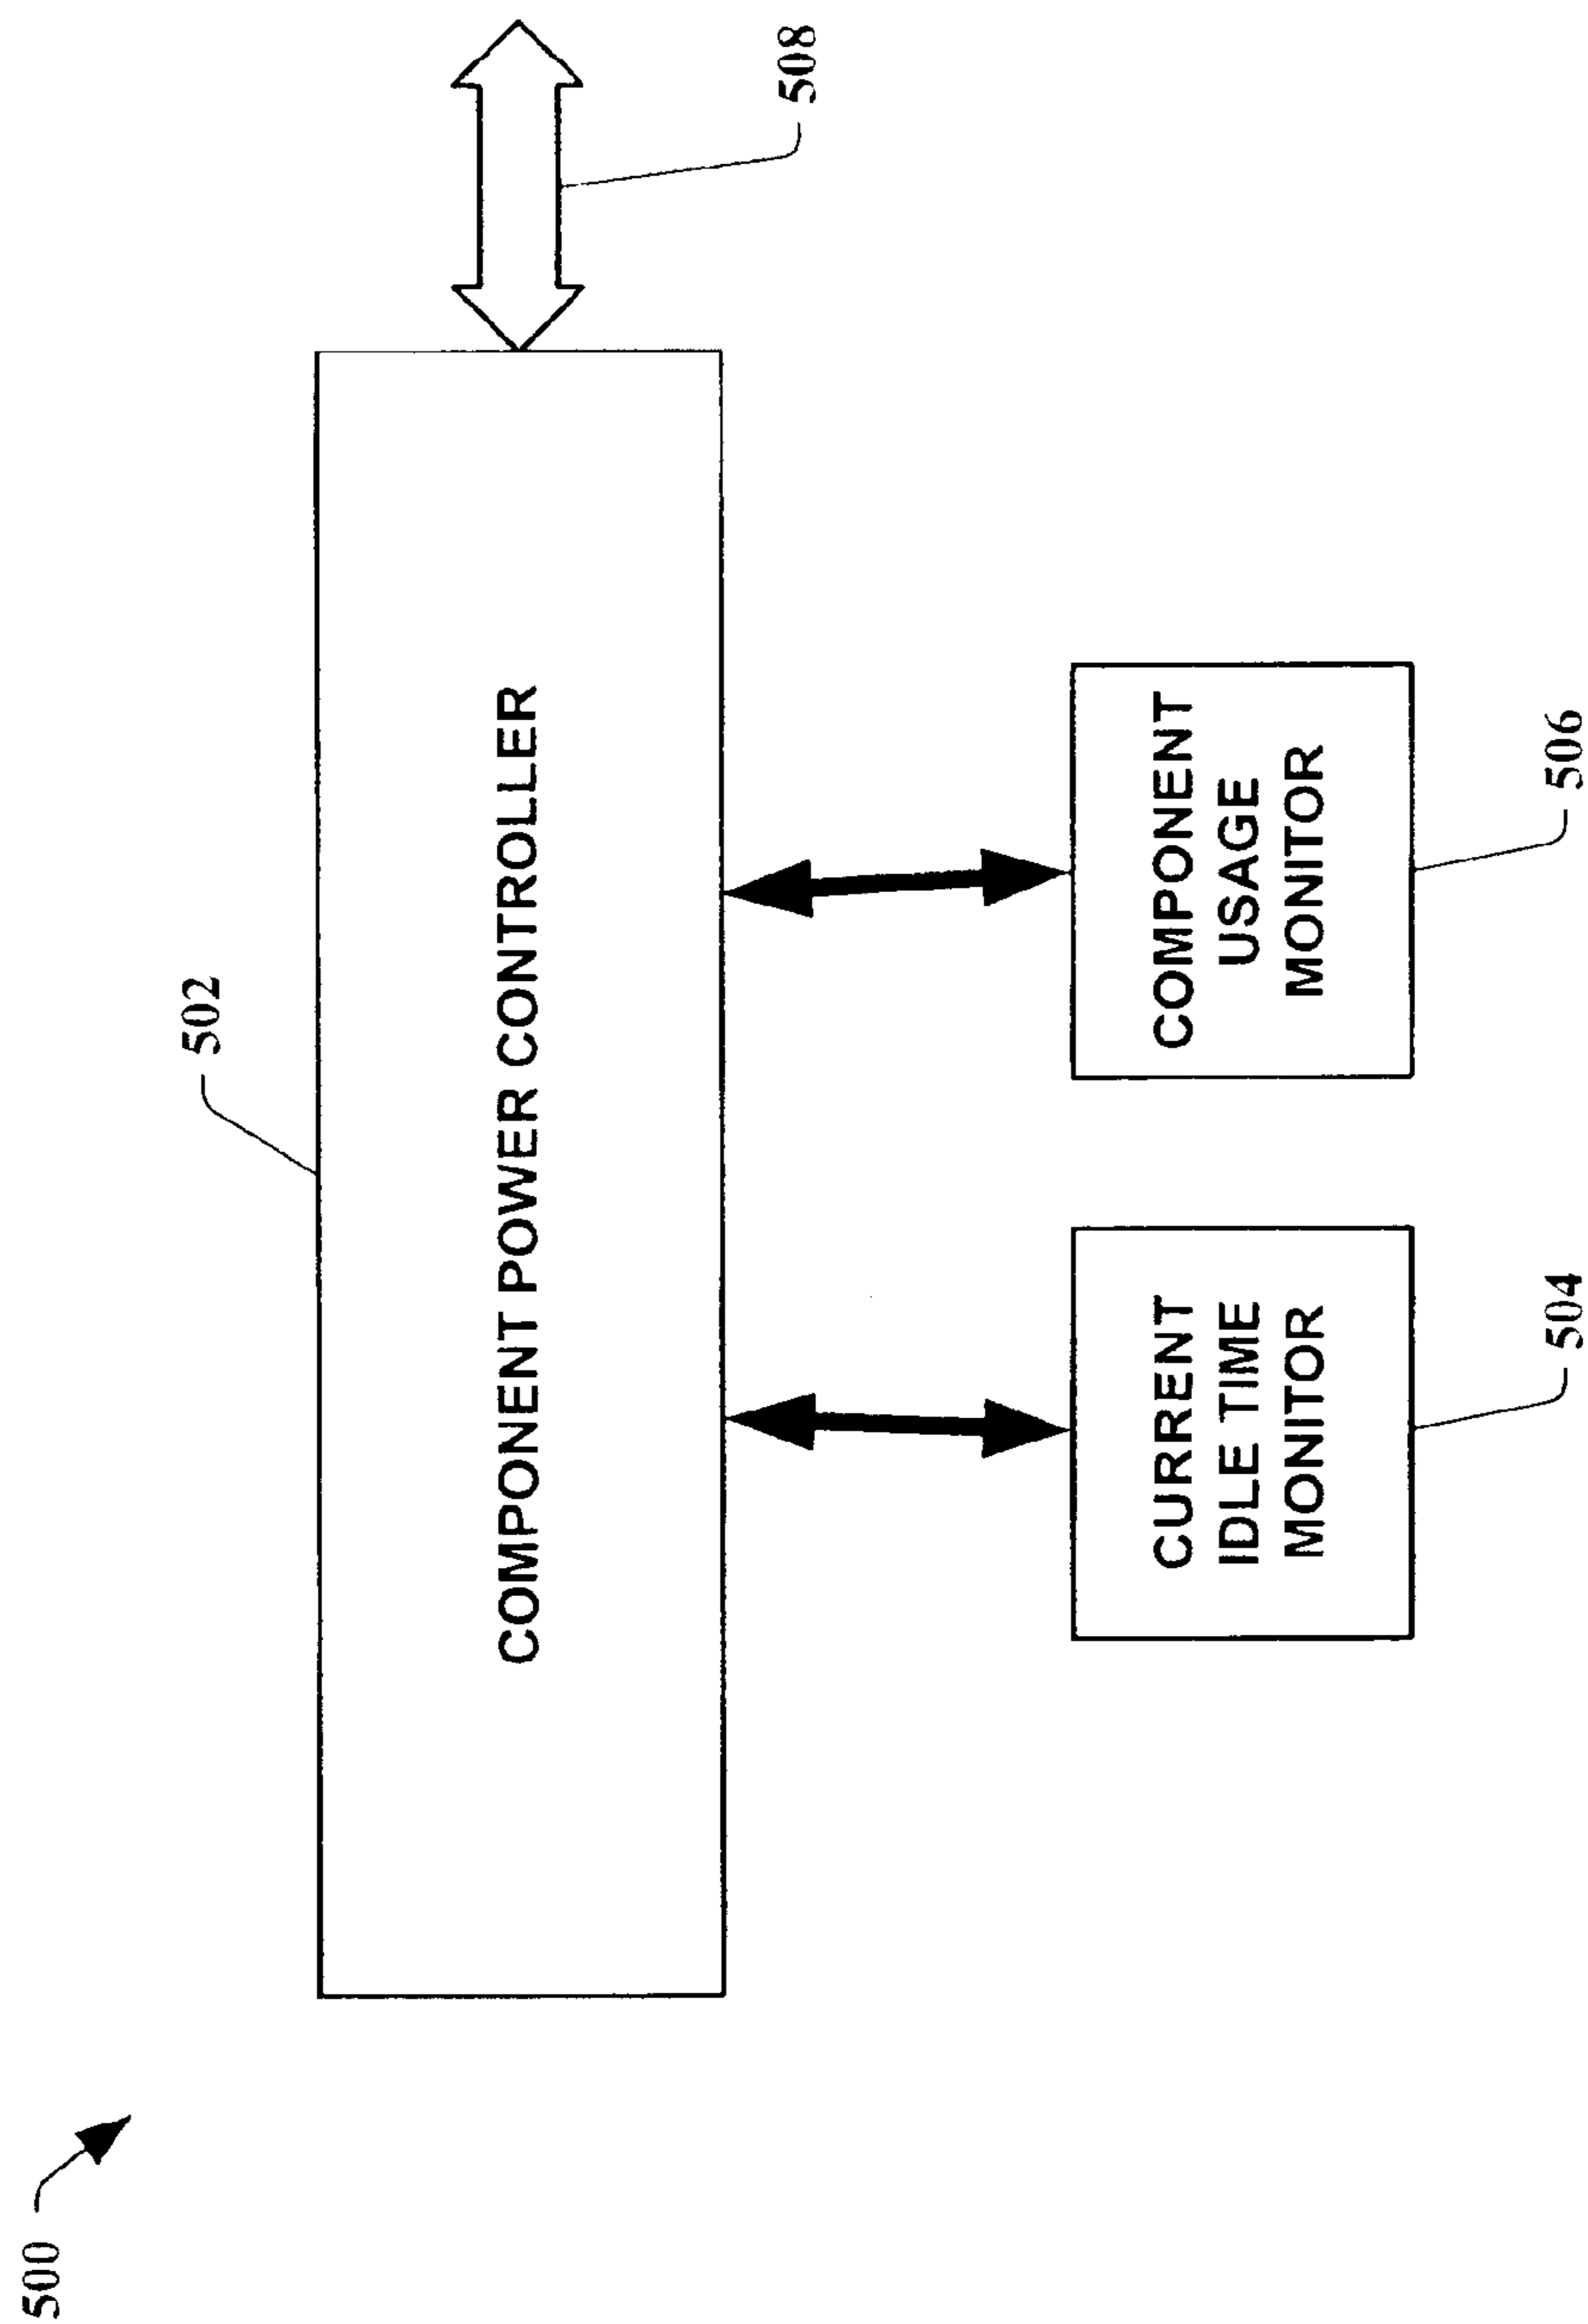 500
502
COMPONENT POWER CONTROLLER
508
CURRENT
IDLE TIME
MONITOR
504
COMPONENT
USAGE
MONITOR
506